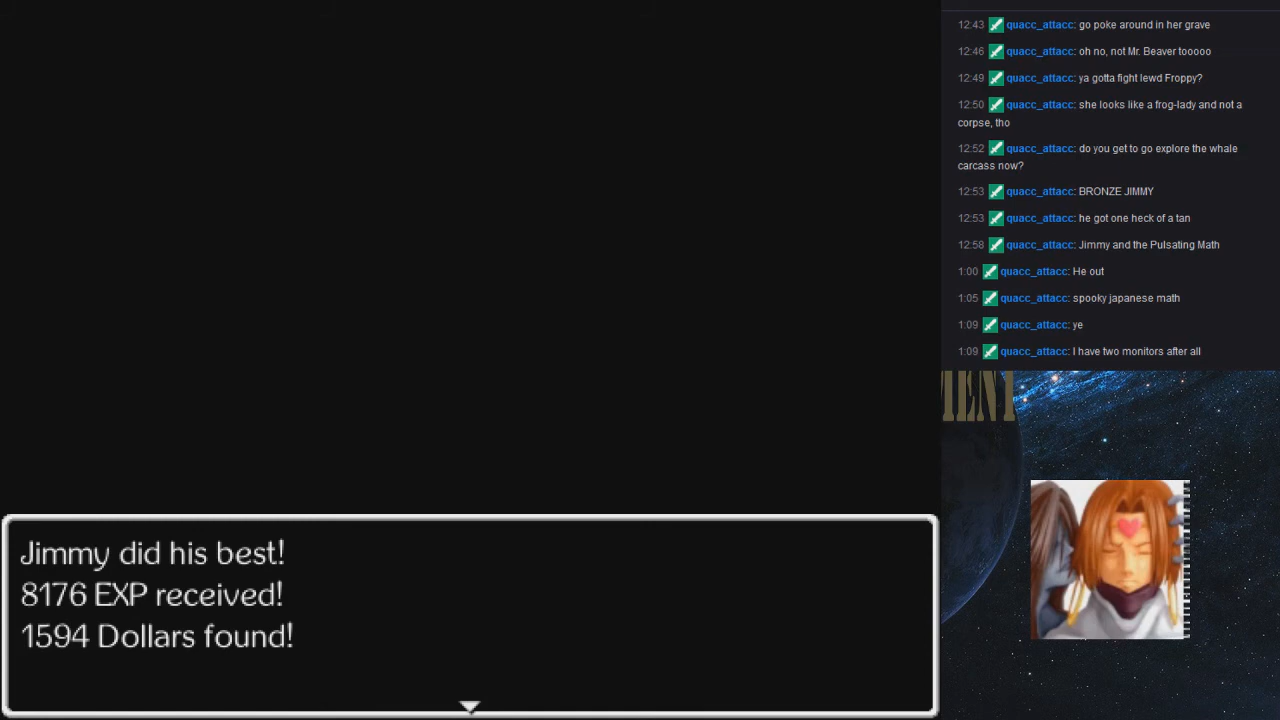 12:43 quacc_attacc: go poke around in her grave
12:46 quacc_attacc: oh no, not Mr. Beaver tooooo
12:49 quacc_attacc: ya gotta fight lewd Froppy?
12:50 quacc_attacc: she looks like a frog-lady and not a
corpse, tho
12:52 quacc_attacc: do you get to go explore the whale
carcass now?
12:53 quacc_attacc: BRONZE JIMMY
12:53 quacc_attacc: he got one heck of a tan
12:58 quacc_attacc: Jimmy and the Pulsating Math
1:00 quacc_attacc: He out
1:05 quacc_attacc: spooky japanese math
1:09 quacc_attacc: ye
1:09 quacc_attacc: I have two monitors after all
MENT
Jimmy did his best!
8176 EXP received!
1594 Dollars found!